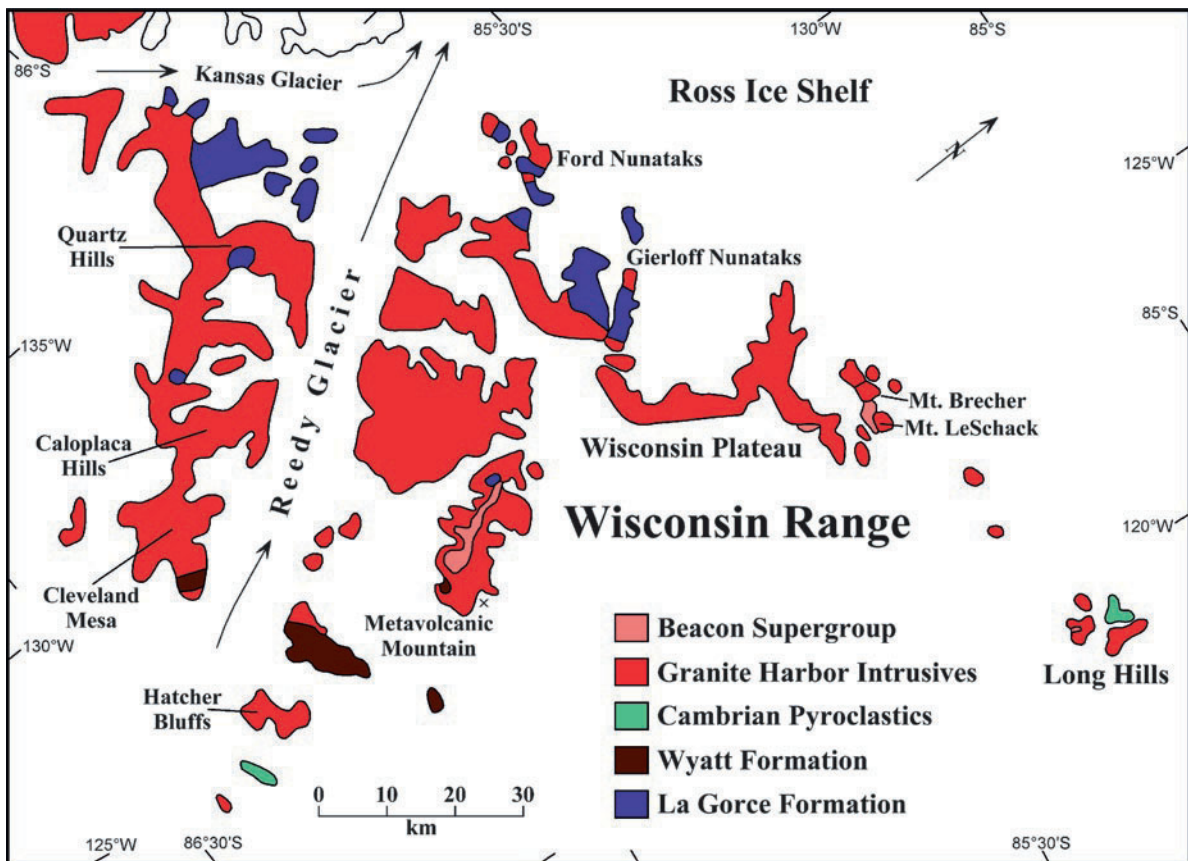 85°30'S
130°W
85°S
86°S
Kansas Glacier
Ross Ice Shelf
N
125°W
Ford Nunataks
Quartz
Hills
Gierloff Nunataks
85°S
135°W
Reedy Glacier
Mt. Brecher
Mt. LeSchack
Caloplaca
Hills
Wisconsin Plateau
Wisconsin Range
120°W
Cleveland
Mesa
Metavolcanic
Mountain
×
130°W
Beacon Supergroup
Granite Harbor Intrusives
Cambrian Pyroclastics
Wyatt Formation
La Gorce Formation
Long Hills
Hatcher
Bluffs
0 10 20 30
km
125°W
86°30'S
85°30'S